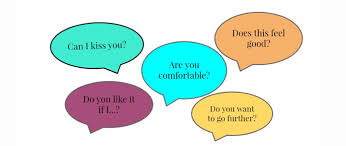 Can I kiss you?
Does this feel
good?
Are you
comfortable?
Do you like it
if I...?
Do you want
to go further?